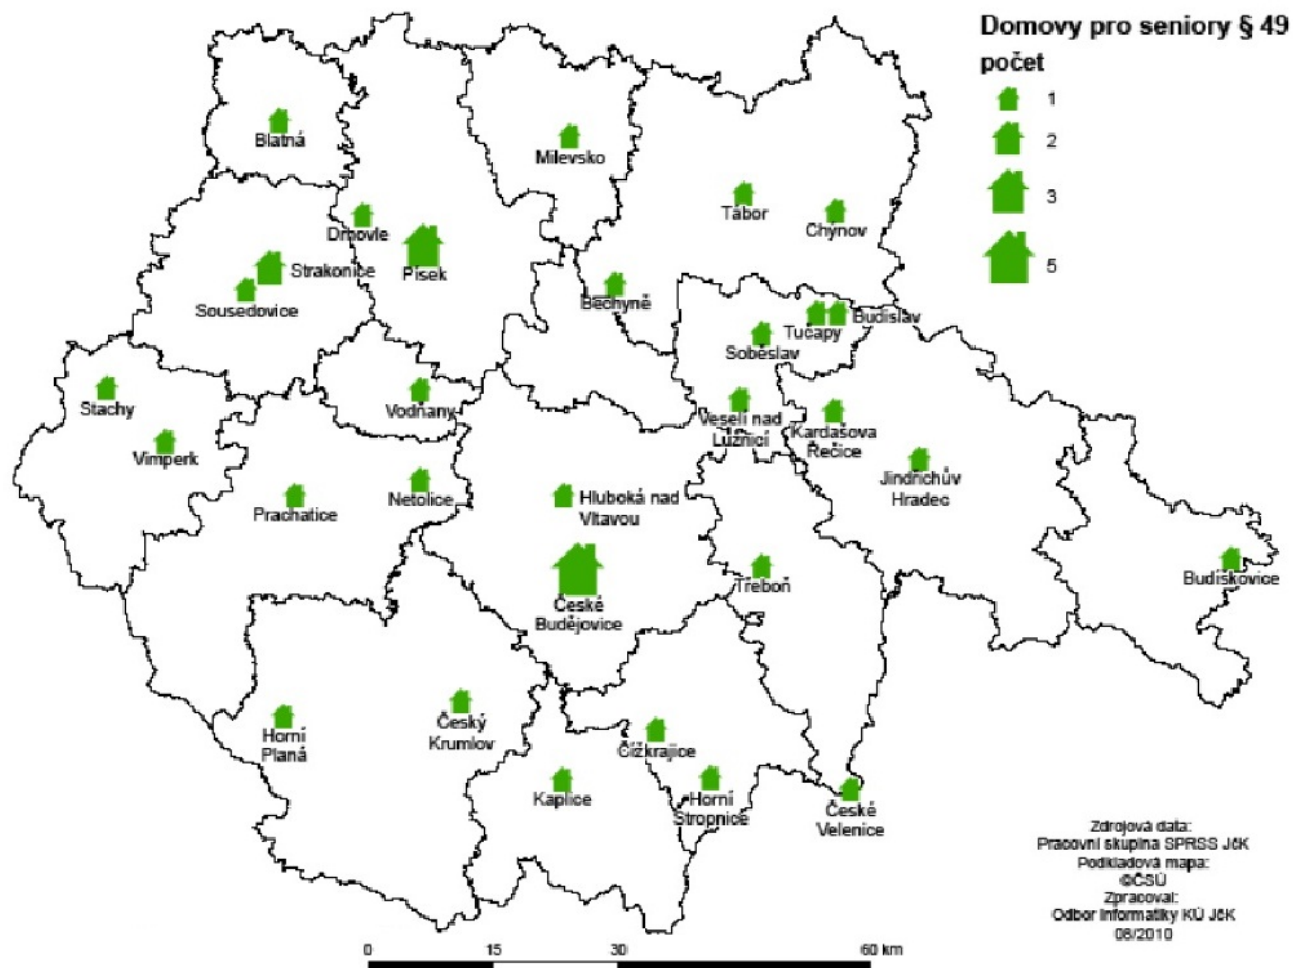 Domovy pro seniory § 49
počet
1
2
3
5
Blatná
Milevsko
Tábor
Chýnov
Drhovle
Písek
Strakonice
Sousedovice
Bechyně
Budislav
Tučapy
Soběslav
Stachy
Vodňany
Veselí nad
Lužnicí
Kardašova
Řečice
Vimperk
Jindřichův
Hradec
Netolice
Hluboká nad
Vltavou
Prachatice
Třeboň
Budíškovice
České
Budějovice
Horní
Planá
Český
Krumlov
Čížkrajice
Kaplice
Horní
Stropnice
České
Velenice
Zdrojová data:
Pracovní skupina SPRSS JčK
Podkladová mapa:
©ČSÚ
Zpracoval:
Odbor informatiky KÚ JčK
08/2010
0 15 30 60 km